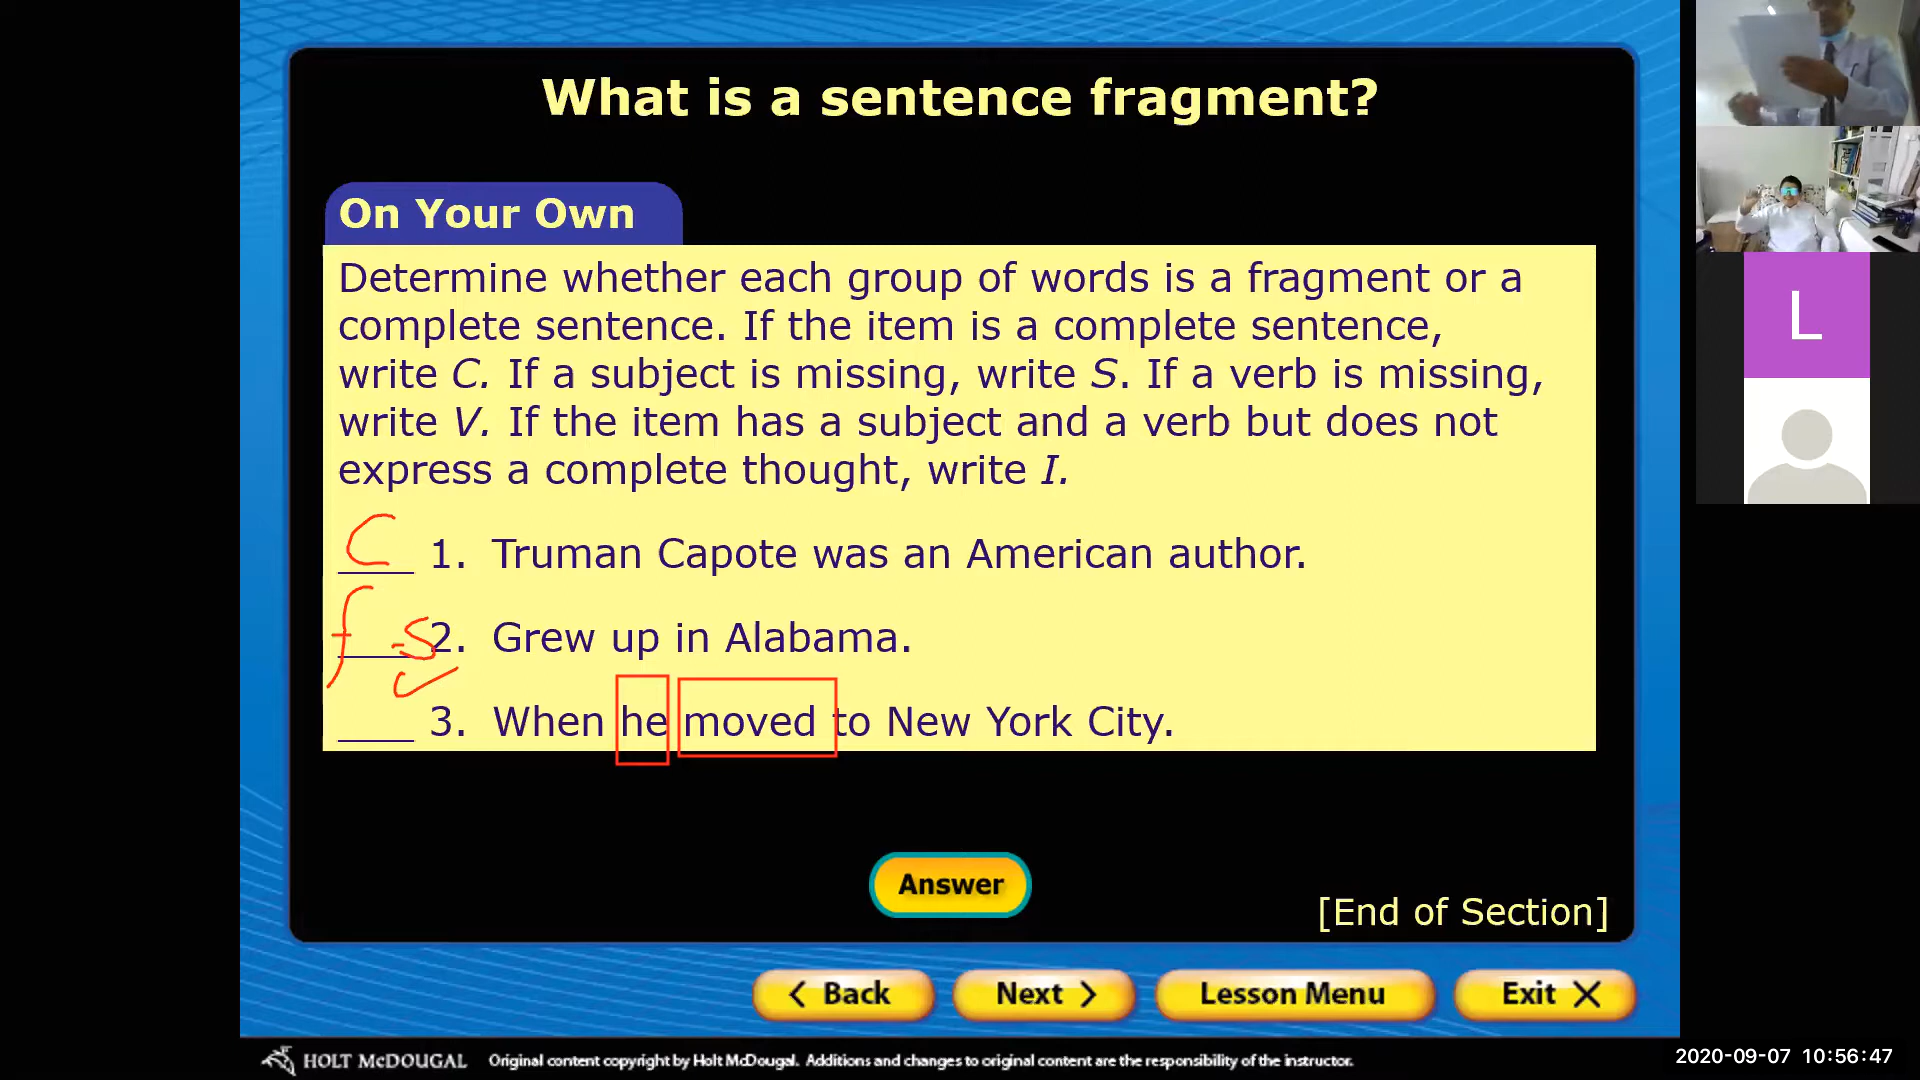 What is a sentence fragment?
On Your Own
Determine whether each group of words is a fragment or a
complete sentence. If the item is a complete sentence,
write C. If a subject is missing, write S. If a verb is missing,
write V. If the item has a subject and a verb but does not
express a complete thought, write I.
C ___ 1. Truman Capote was an American author.
f - s ___ 2. Grew up in Alabama.
___ 3. When he moved to New York City.
Answer
[End of Section]
Back
Next
Lesson Menu
Exit
HOLT McDOUGAL
Original content copyright by Holt McDougal. Additions and changes to original content are the responsibility of the instructor.
L
2020-09-07 10:56:47